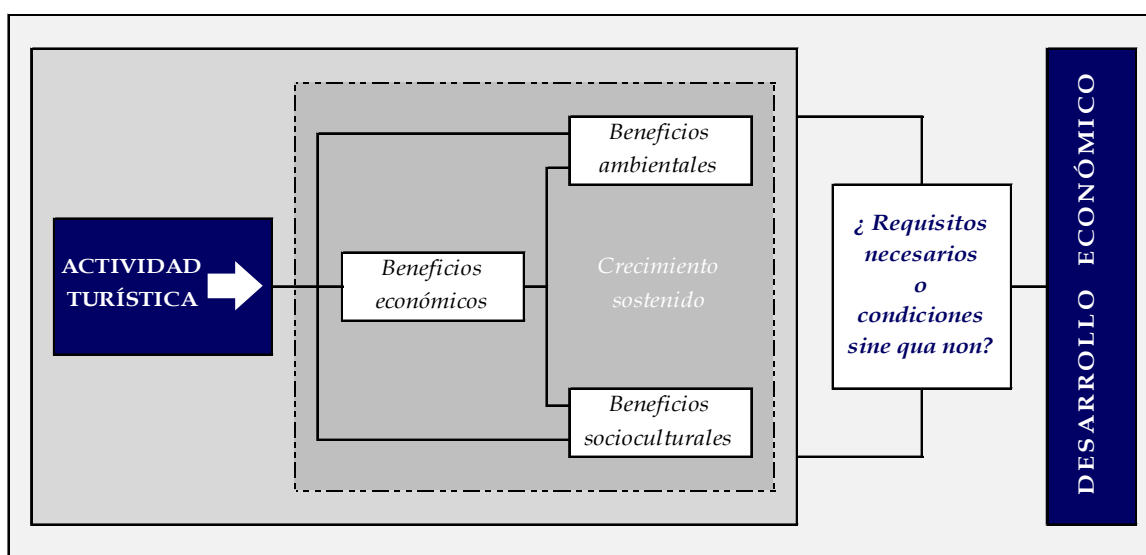 ACTIVIDAD
TURÍSTICA
Beneficios
económicos
Beneficios
ambientales
Crecimiento
sostenido
Beneficios
socioculturales
¿ Requisitos
necesarios
o
condiciones
sine qua non?
DESARROLLO ECONÓMICO